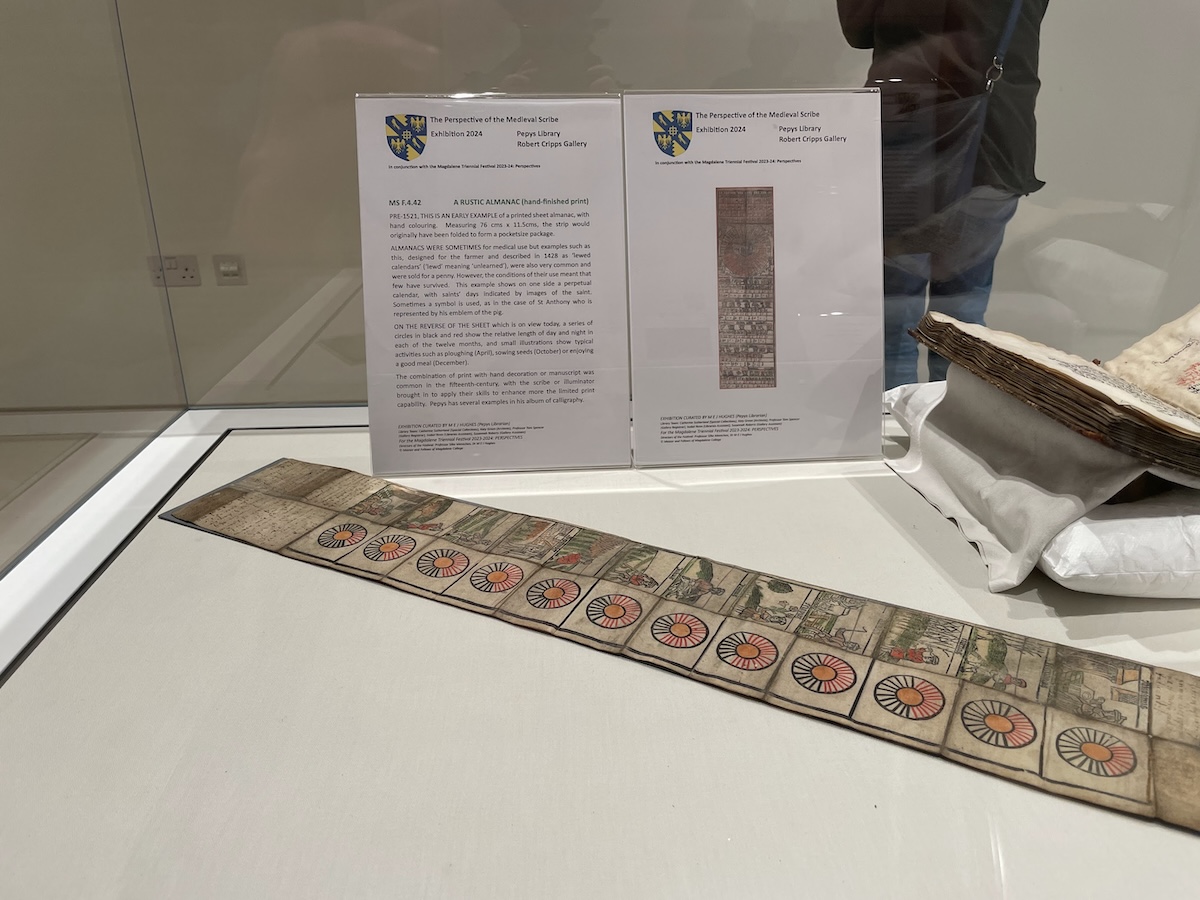 The Perspective of the Medieval Scribe
Exhibition 2024 Pepys Library
Robert Cripps Gallery
In conjunction with the Magdalene Triennial Festival 2023-24: Perspectives
MS F.4.42 A RUSTIC ALMANAC (hand-finished print)
PRE-1521, THIS IS AN EARLY EXAMPLE of a printed sheet almanac, with
hand colouring. Measuring 76 cms x 11.5cms, the strip would
originally have been folded to form a pocketsize package.
ALMANACS WERE SOMETIMES for medical use but examples such as
this, designed for the farmer and described in 1428 as 'lewed
calendars' ('lewd' meaning 'unlearned'), were also very common and
were sold for a penny. However, the conditions of their use meant that
few have survived. This example shows on one side a perpetual
calendar, with saints' days indicated by images of the saint.
Sometimes a symbol is used, as in the case of St Anthony who is
represented by his emblem of the pig.
ON THE REVERSE OF THE SHEET which is on view today, a series of
circles in black and red show the relative length of day and night in
each of the twelve months, and small illustrations show typical
activities such as ploughing (April), sowing seeds (October) or enjoying
a good meal (December).
The combination of print with hand decoration or manuscript was
common in the fifteenth-century, with the scribe or illuminator
brought in to apply their skills to enhance more the limited print
capability. Pepys has several examples in his album of calligraphy.
EXHIBITION CURATED BY M E J HUGHES (Pepys Librarian)
For the Magdalene Festival 2023-2024: PERSPECTIVES
The Perspective of the Medieval Scribe
Exhibition 2024 Pepys Library
Robert Cripps Gallery
In conjunction with the Magdalene Triennial Festival 2023-24: Perspectives
EXHIBITION CURATED BY M E J HUGHES (Pepys Librarian)
For the Magdalene Festival 2023-2024: PERSPECTIVES